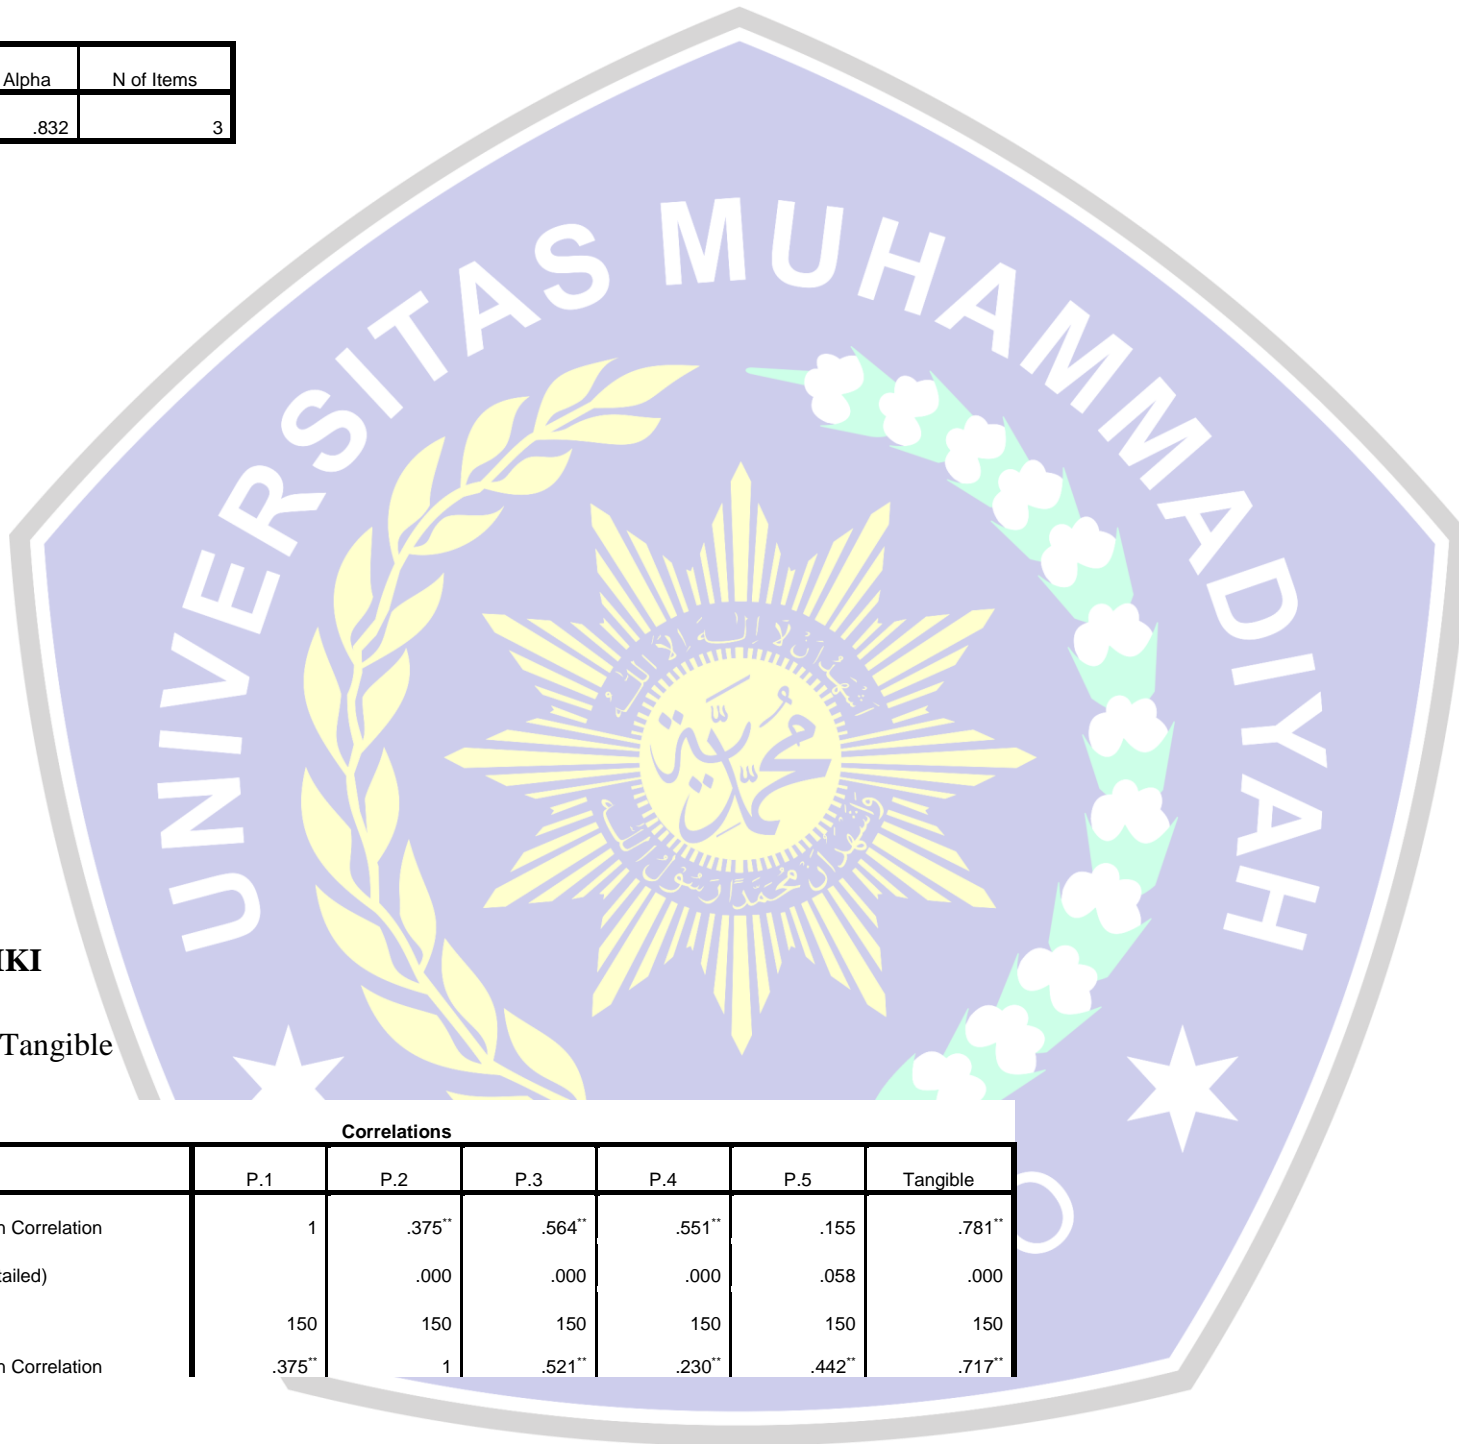 Alpha N of Items
.832 3
UNIVERSITAS MUHAMMADIYAH
محمدية
IKI
Tangible
Correlations
P.1 P.2 P.3 P.4 P.5 Tangible
n Correlation 1 .375** .564** .551** .155 .781**
tailed) .000 .000 .000 .058 .000
150 150 150 150 150 150
n Correlation .375** 1 .521** .230** .442** .717**